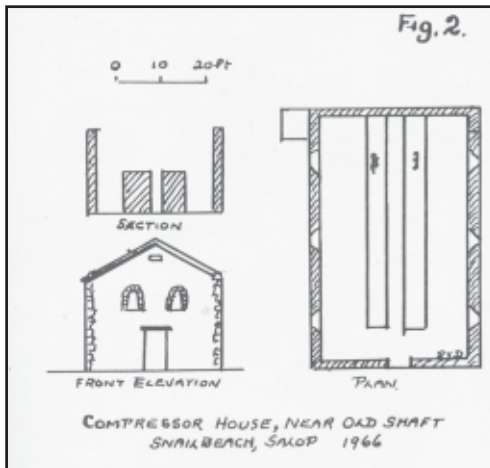 Fig. 2.
0 10 20 ft
SECTION
FRONT ELEVATION
PLAN
COMPRESSOR HOUSE, NEAR OLD SHAFT
SNAILBEACH, SALOP 1966